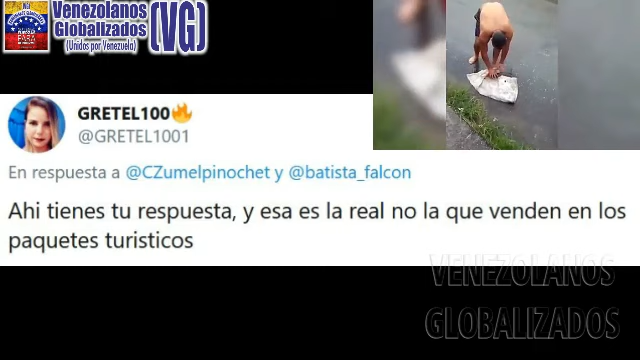 Venezolanos
Globalizados
(Unidos por Venezuela)
(VG)
GRETEL100🔥
@GRETEL1001
En respuesta a @CZumelpinochet y @batista_falcon
Ahi tienes tu respuesta, y esa es la real no la que venden en los
paquetes turisticos
VENEZOLANOS
GLOBALIZADOS